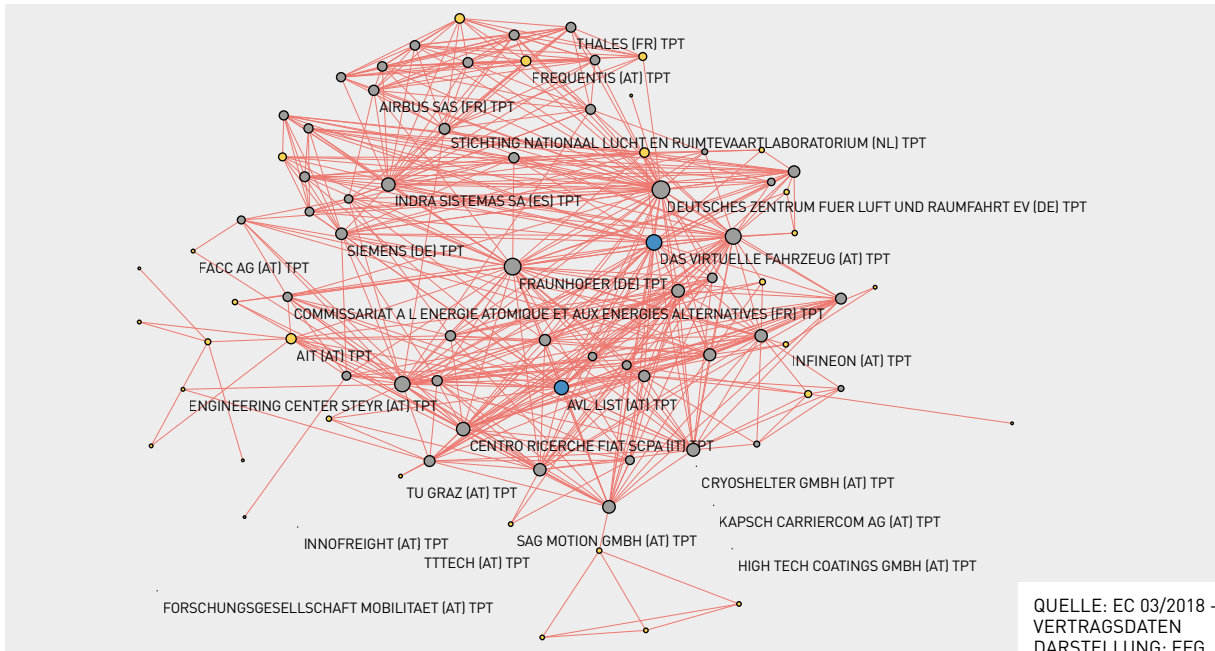 THALES (FR) TPT
FREQUENTIS (AT) TPT
AIRBUS SAS (FR) TPT
STICHTING NATIONAAL LUCHT EN RUIMTEVAARTLABORATORIUM (NL) TPT
INDRA SISTEMAS SA (ES) TPT
DEUTSCHES ZENTRUM FUER LUFT UND RAUMFAHRT EV (DE) TPT
SIEMENS (DE) TPT
DAS VIRTUELLE FAHRZEUG (AT) TPT
FACC AG (AT) TPT
FRAUNHOFER (DE) TPT
COMMISSARIAT A L ENERGIE ATOMIQUE ET AUX ENERGIES ALTERNATIVES (FR) TPT
AIT (AT) TPT
INFINEON (AT) TPT
ENGINEERING CENTER STEYR (AT) TPT
AVL LIST (AT) TPT
CENTRO RICERCHE FIAT SCPA (IT) TPT
CRYOSHELTER GMBH (AT) TPT
TU GRAZ (AT) TPT
KAPSCH CARRIERCOM AG (AT) TPT
INNOFREIGHT (AT) TPT
SAG MOTION GMBH (AT) TPT
TTTECH (AT) TPT
HIGH TECH COATINGS GMBH (AT) TPT
FORSCHUNGSGESELLSCHAFT MOBILITAET (AT) TPT
QUELLE: EC 03/2018 -
VERTRAGSDATEN
DARSTELLUNG: FFG